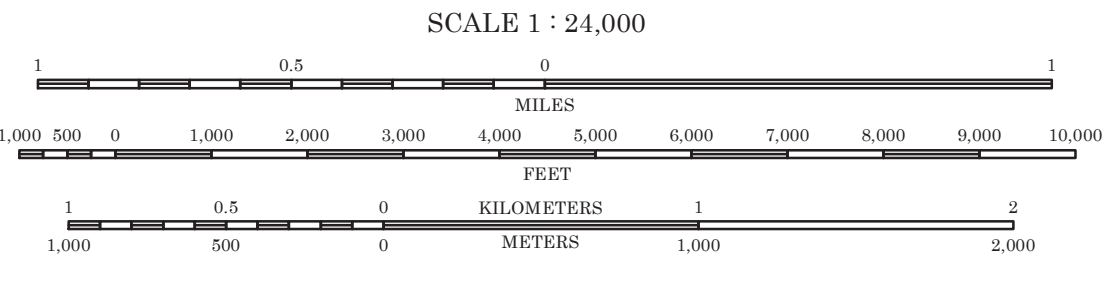 SCALE 1 : 24,000
1 0.5 0 1
MILES
1,000 500 0 1,000 2,000 3,000 4,000 5,000 6,000 7,000 8,000 9,000 10,000
FEET
1 0.5 0 KILOMETERS 1 2
1,000 500 0 METERS 1,000 2,000